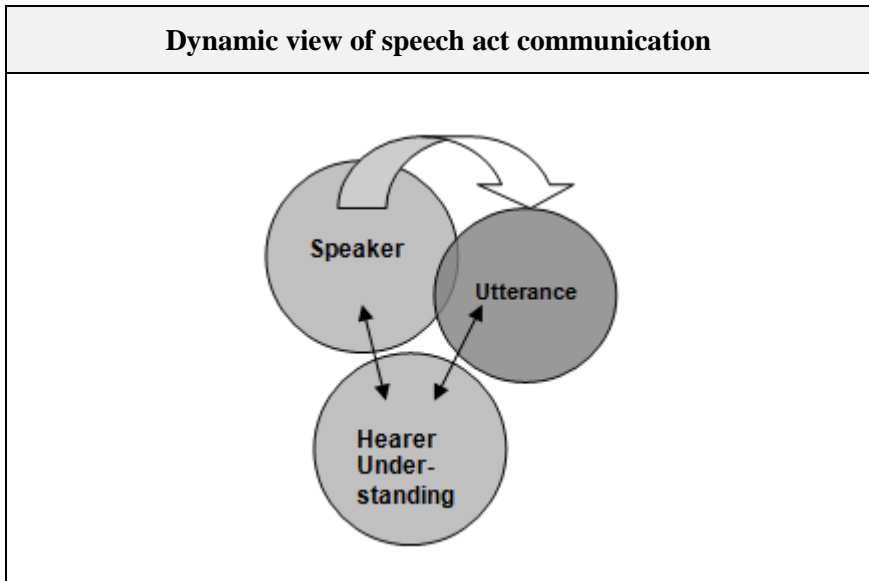 Dynamic view of speech act communication
Speaker
Utterance
Hearer
Under-
standing